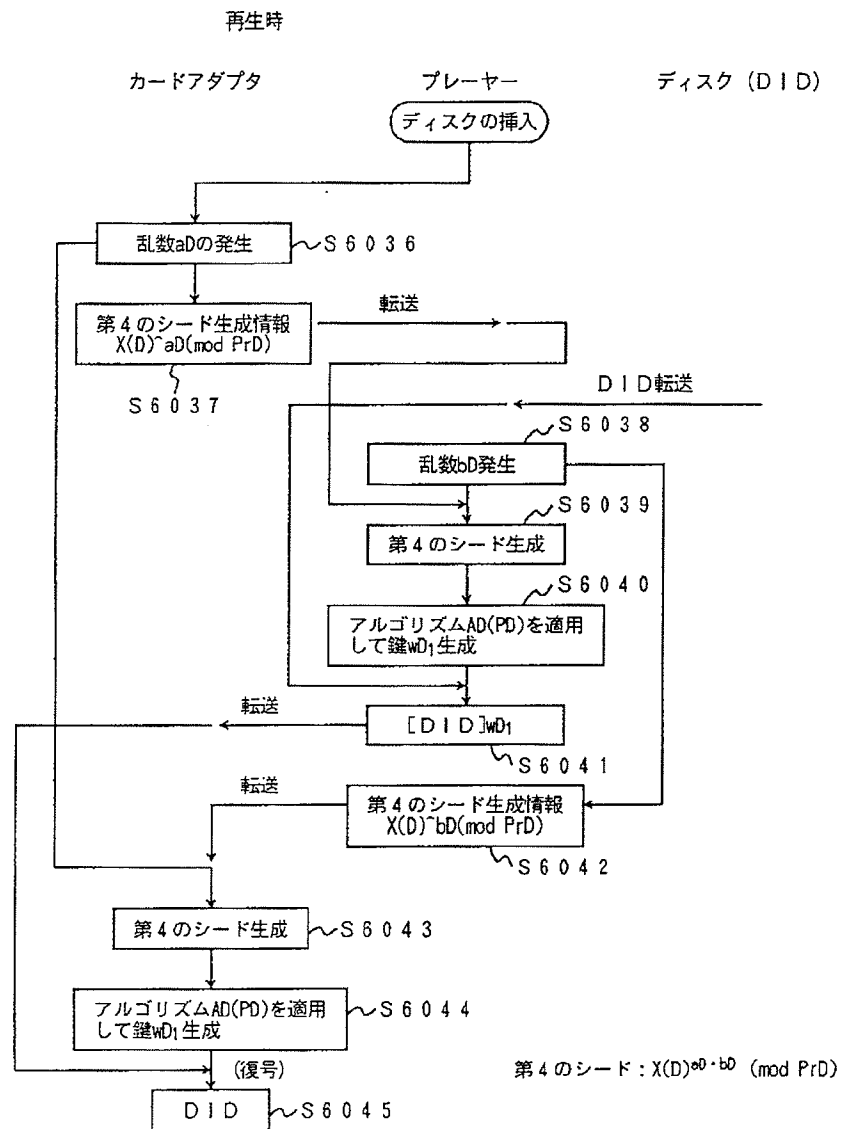 再生時
カードアダプタ
プレーヤー
ディスク (DID)
ディスクの挿入
乱数aDの発生
S6036
第4のシード生成情報
X(D)^aD(mod PrD)
S6037
転送
DID転送
S6038
乱数bD発生
S6039
第4のシード生成
S6040
アルゴリズムAD(PD)を適用
して鍵wD₁生成
転送
[DID]wD₁
S6041
転送
第4のシード生成情報
X(D)^bD(mod PrD)
S6042
第4のシード生成
S6043
アルゴリズムAD(PD)を適用
して鍵wD₁生成
S6044
(復号)
第4のシード：X(D)^aD・bD (mod PrD)
DID
S6045